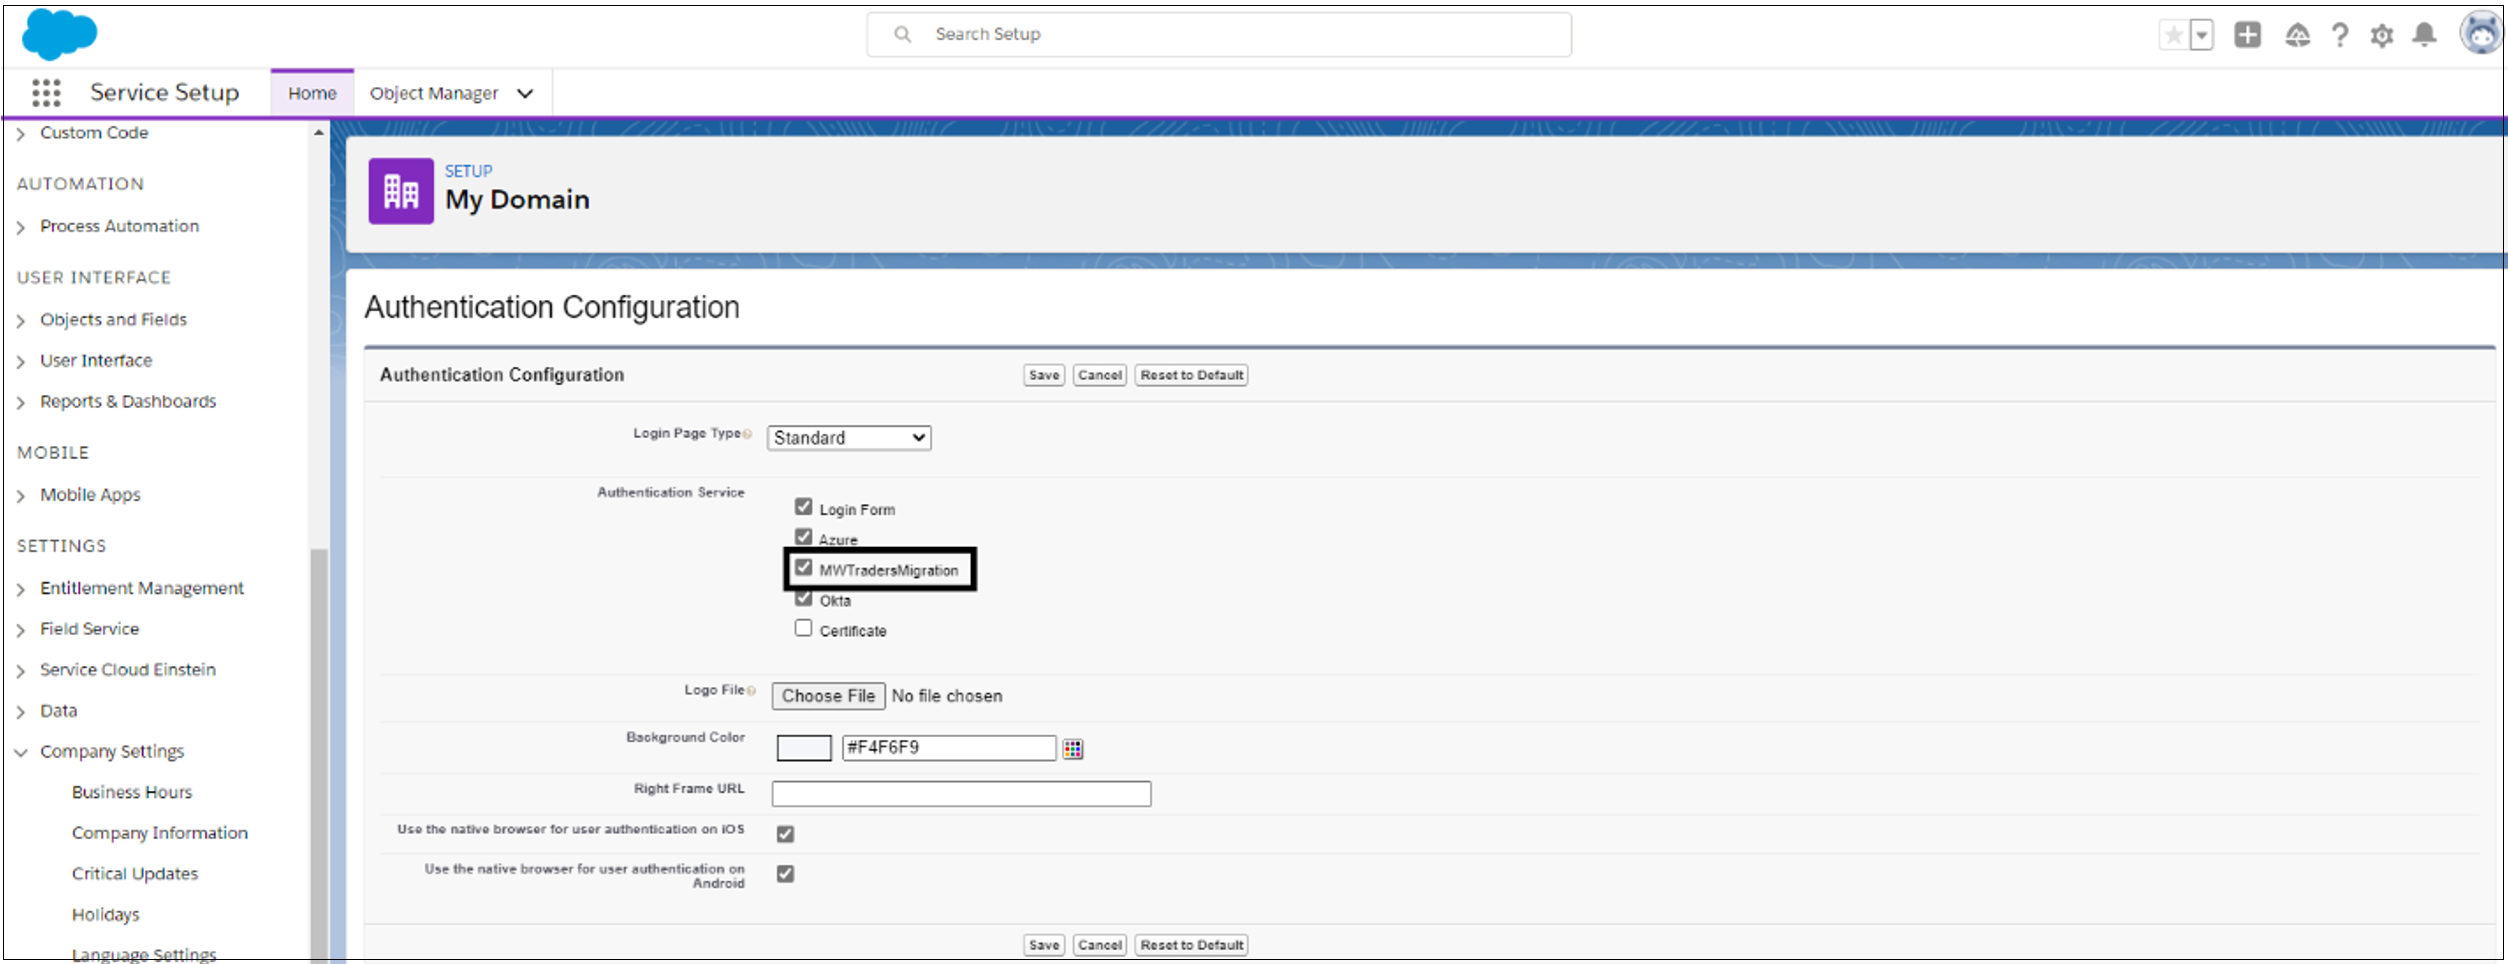 Search Setup
Service Setup
Home
Object Manager
Custom Code
AUTOMATION
Process Automation
USER INTERFACE
Objects and Fields
User Interface
Reports & Dashboards
MOBILE
Mobile Apps
SETTINGS
Entitlement Management
Field Service
Service Cloud Einstein
Data
Company Settings
Business Hours
Company Information
Critical Updates
Holidays
Language Settings
SETUP
My Domain
Authentication Configuration
Authentication Configuration
Save Cancel Reset to Default
Login Page Type Standard
Authentication Service
Login Form
Azure
MWTradersMigration
Okta
Certificate
Logo File Choose File No file chosen
Background Color #F4F6F9
Right Frame URL
Use the native browser for user authentication on iOS
Use the native browser for user authentication on
Android
Save Cancel Reset to Default